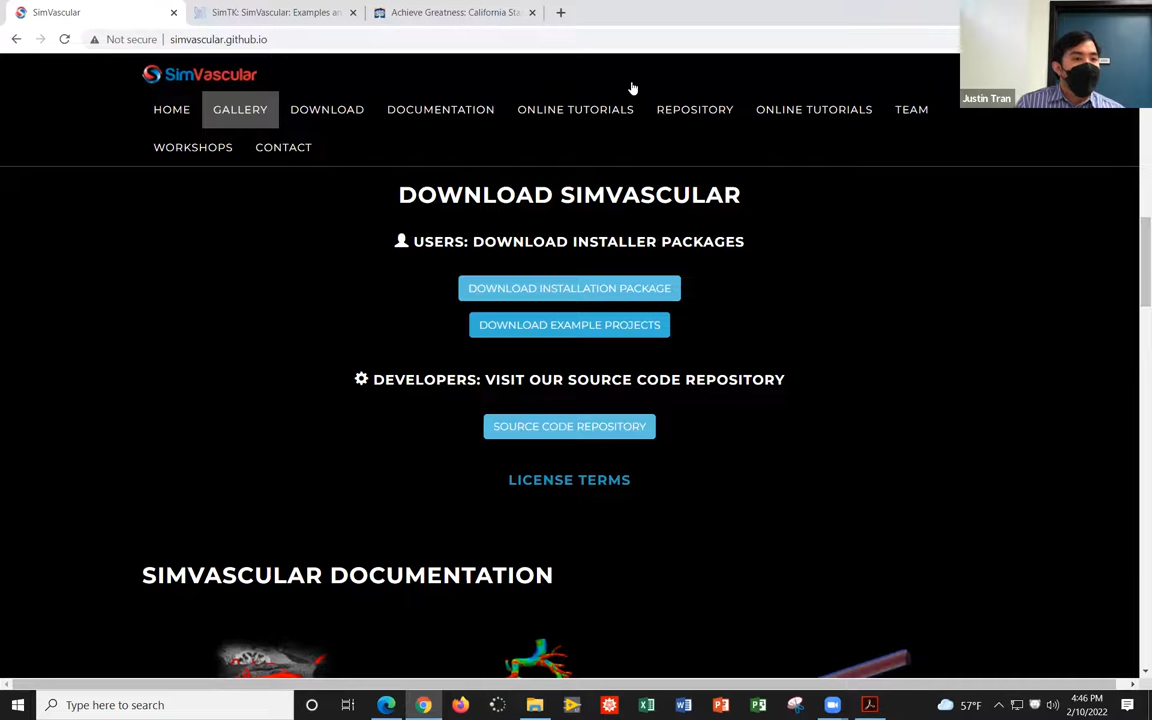 SimVascular
SimTK: SimVascular: Examples an
Achieve Greatness: California Sta
Not secure
simvascular.github.io
SimVascular
HOME
GALLERY
DOWNLOAD
DOCUMENTATION
ONLINE TUTORIALS
REPOSITORY
ONLINE TUTORIALS
TEAM
WORKSHOPS
CONTACT
Justin Tran
DOWNLOAD SIMVASCULAR
USERS: DOWNLOAD INSTALLER PACKAGES
DOWNLOAD INSTALLATION PACKAGE
DOWNLOAD EXAMPLE PROJECTS
DEVELOPERS: VISIT OUR SOURCE CODE REPOSITORY
SOURCE CODE REPOSITORY
LICENSE TERMS
SIMVASCULAR DOCUMENTATION
Type here to search
57°F
4:46 PM
2/10/2022